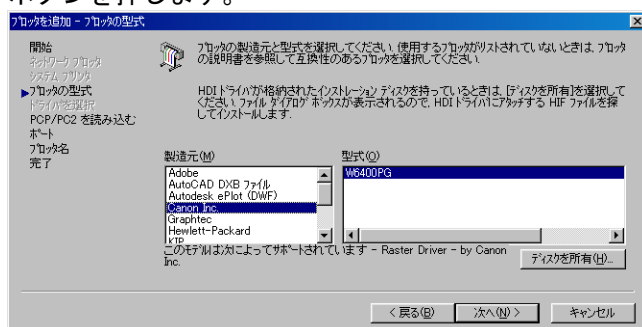 ボタンを押します。
ﾌﾟﾛｯﾀを追加 - ﾌﾟﾛｯﾀの型式
開始
ﾈｯﾄﾜｰｸ ﾌﾟﾛｯﾀ
ｼｽﾃﾑ ﾌﾟﾘﾝﾀ
ﾌﾟﾛｯﾀの型式
ﾄﾞﾗｲﾊﾞを選択
PCP/PC2 を読み込む
ﾎﾟｰﾄ
ﾌﾟﾛｯﾀ名
完了
ﾌﾟﾛｯﾀの製造元と型式を選択してください. 使用するﾌﾟﾛｯﾀがﾘｽﾄされていないときは, ﾌﾟﾛｯﾀ
の説明書を参照して互換性のあるﾌﾟﾛｯﾀを選択してください.
HDI ﾄﾞﾗｲﾊﾞが格納されたｲﾝｽﾄﾚｰｼｮﾝ ﾃﾞｨｽｸを持っているときは, [ﾃﾞｨｽｸを所有]を選択して
ください. ﾌｧｲﾙ ﾀﾞｲｱﾛｸﾞ ﾎﾞｯｸｽが表示されるので, HDI ﾄﾞﾗｲﾊﾞにｱﾀｯﾁする HIF ﾌｧｲﾙを探
してｲﾝｽﾄｰﾙします.
製造元(M)
Adobe
AutoCAD DXB ﾌｧｲﾙ
Autodesk ePlot (DWF)
Canon Inc.
Graphtec
Hewlett-Packard
KIP
型式(O)
W6400PG
このﾓﾃﾞﾙは次によってｻﾎﾟｰﾄされています - Raster Driver - by Canon
Inc.
ﾃﾞｨｽｸを所有(H)...
< 戻る(B)
次へ(N) >
ｷｬﾝｾﾙ